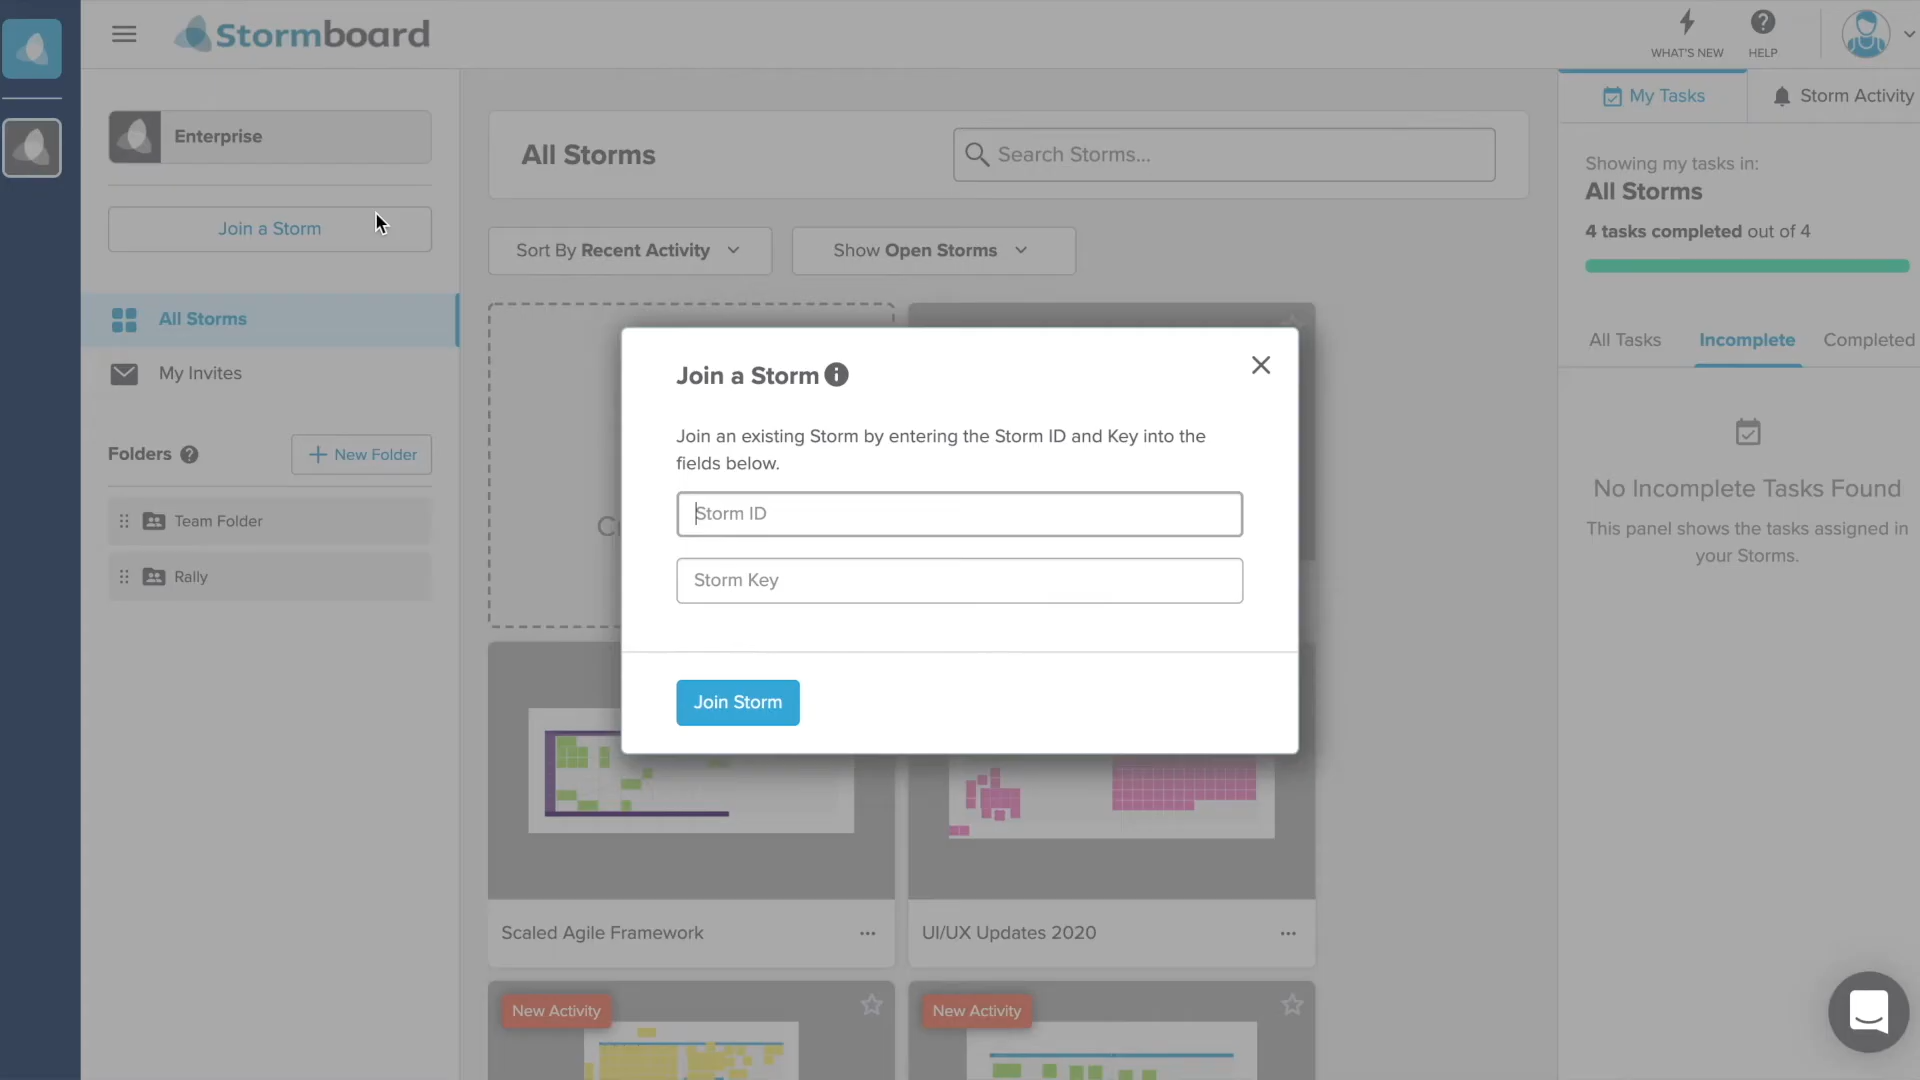 Stormboard
WHAT'S NEW
HELP
Enterprise
Join a Storm
All Storms
My Invites
Folders
New Folder
Team Folder
Rally
All Storms
Search Storms...
Sort By Recent Activity
Show Open Storms
Join a Storm
Join an existing Storm by entering the Storm ID and Key into the
fields below.
Storm ID
Storm Key
Join Storm
Scaled Agile Framework
UI/UX Updates 2020
New Activity
New Activity
My Tasks
Storm Activity
Showing my tasks in:
All Storms
4 tasks completed out of 4
All Tasks
Incomplete
Completed
No Incomplete Tasks Found
This panel shows the tasks assigned in
your Storms.